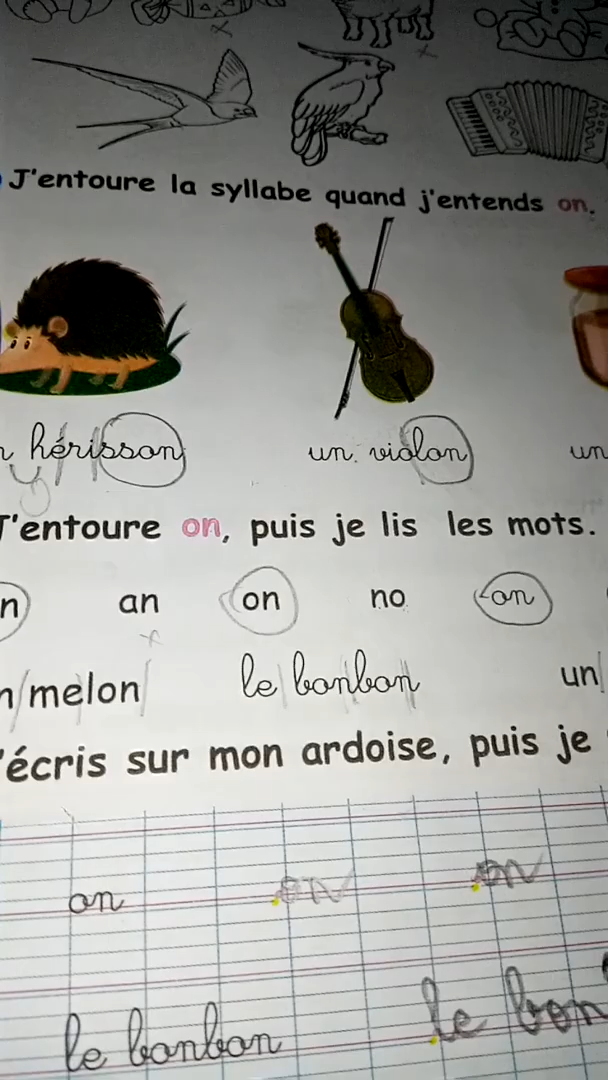 J'entoure la syllabe quand j'entends on.
hérisson un violon un
J'entoure on, puis je lis les mots.
n an on no on
melon le bonbon un
'écris sur mon ardoise, puis je
on on on
le bonbon le bon